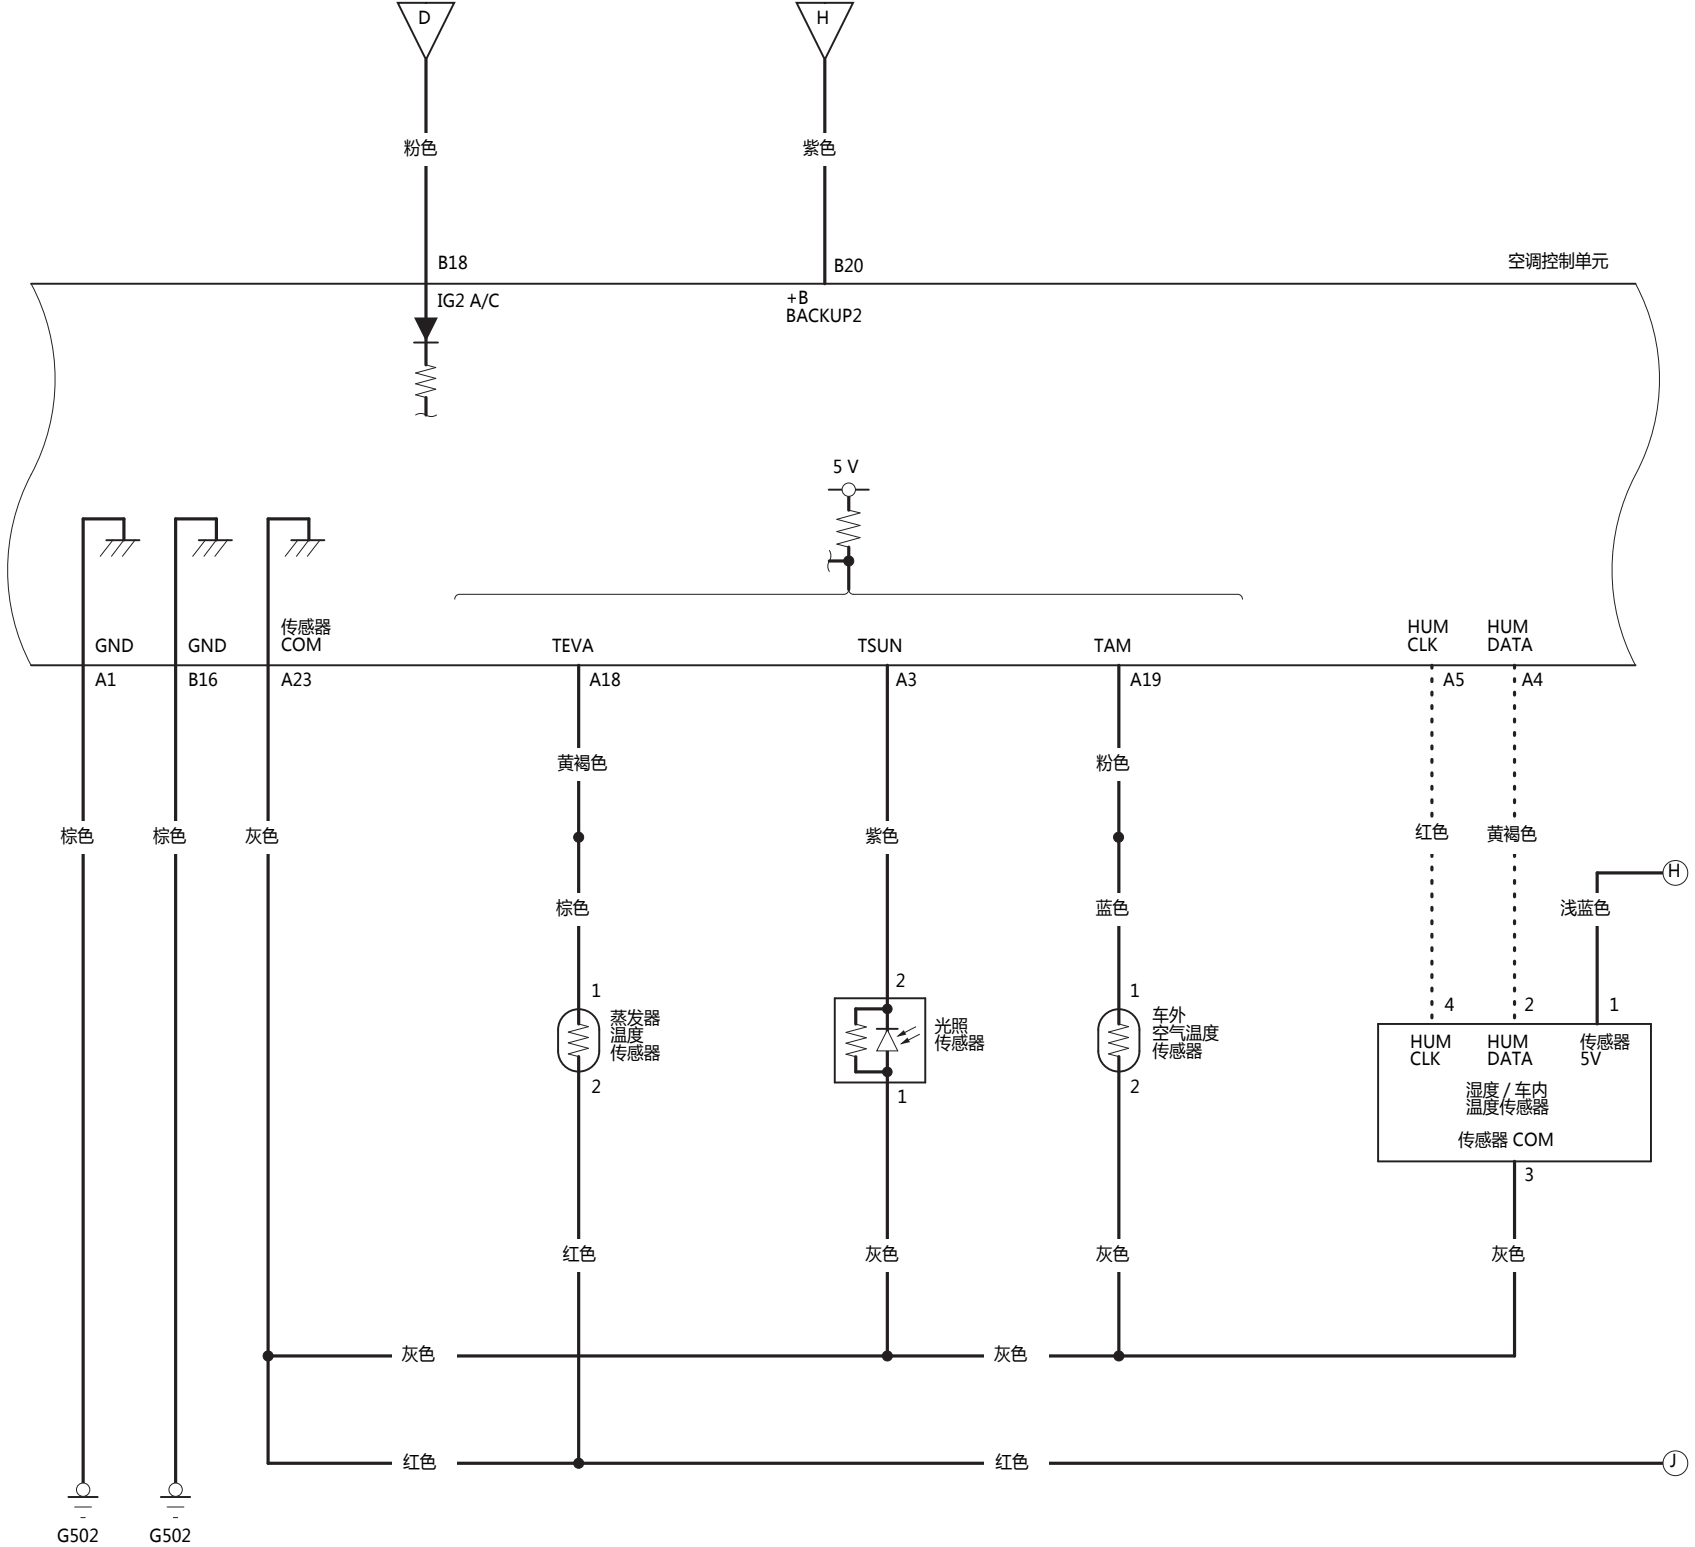 D
H
粉色
紫色
B18
B20
空调控制单元
IG2 A/C
+B
BACKUP2
5 V
GND
GND
传感器
COM
TEVA
TSUN
TAM
HUM
CLK
HUM
DATA
A1
B16
A23
A18
A3
A19
A5
A4
黄褐色
粉色
棕色
棕色
灰色
紫色
红色
黄褐色
H
棕色
蓝色
浅蓝色
1
2
1
4
2
1
蒸发器
温度
传感器
光照
传感器
车外
空气温度
传感器
HUM
CLK
HUM
DATA
传感器
5V
2
1
2
湿度 / 车内
温度传感器
传感器 COM
3
红色
灰色
灰色
灰色
灰色
灰色
红色
红色
J
G502
G502